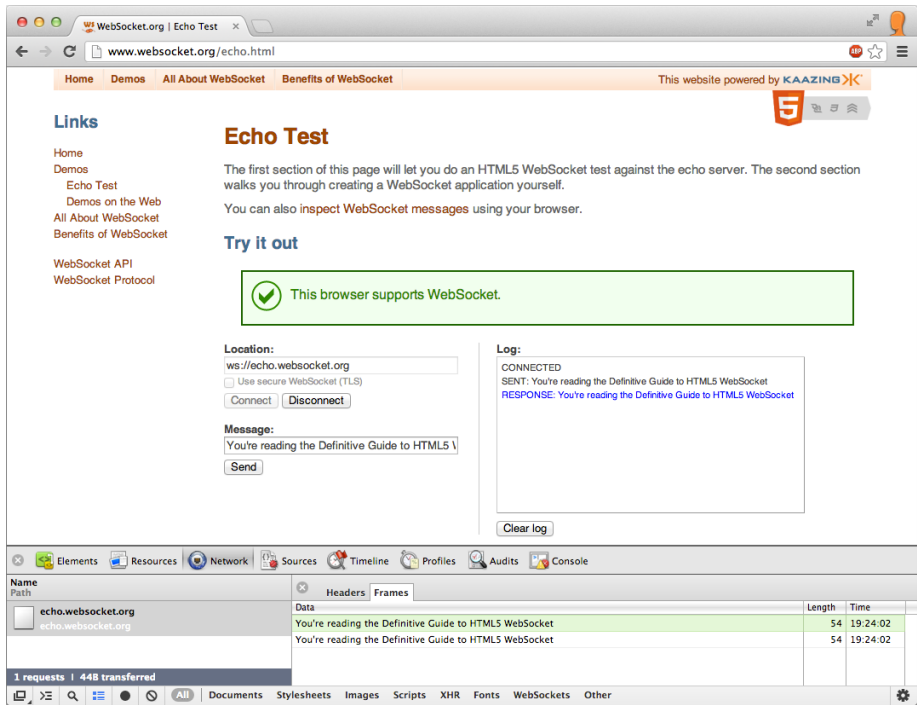 WebSocket.org | Echo Test
www.websocket.org/echo.html
ABP
Home Demos All About WebSocket Benefits of WebSocket
This website powered by KAAZING
5
Links
Home
Demos
Echo Test
Demos on the Web
All About WebSocket
Benefits of WebSocket
WebSocket API
WebSocket Protocol
Echo Test
The first section of this page will let you do an HTML5 WebSocket test against the echo server. The second section
walks you through creating a WebSocket application yourself.
You can also inspect WebSocket messages using your browser.
Try it out
This browser supports WebSocket.
Location:
ws://echo.websocket.org
Use secure WebSocket (TLS)
Connect Disconnect
Message:
You're reading the Definitive Guide to HTML5 W
Send
Log:
CONNECTED
SENT: You're reading the Definitive Guide to HTML5 WebSocket
RESPONSE: You're reading the Definitive Guide to HTML5 WebSocket
Clear log
Elements Resources Network Sources Timeline Profiles Audits Console
Name
Path
echo.websocket.org
echo.websocket.org
Headers Frames
Data Length Time
You're reading the Definitive Guide to HTML5 WebSocket 54 19:24:02
You're reading the Definitive Guide to HTML5 WebSocket 54 19:24:02
1 requests | 44B transferred
All Documents Stylesheets Images Scripts XHR Fonts WebSockets Other